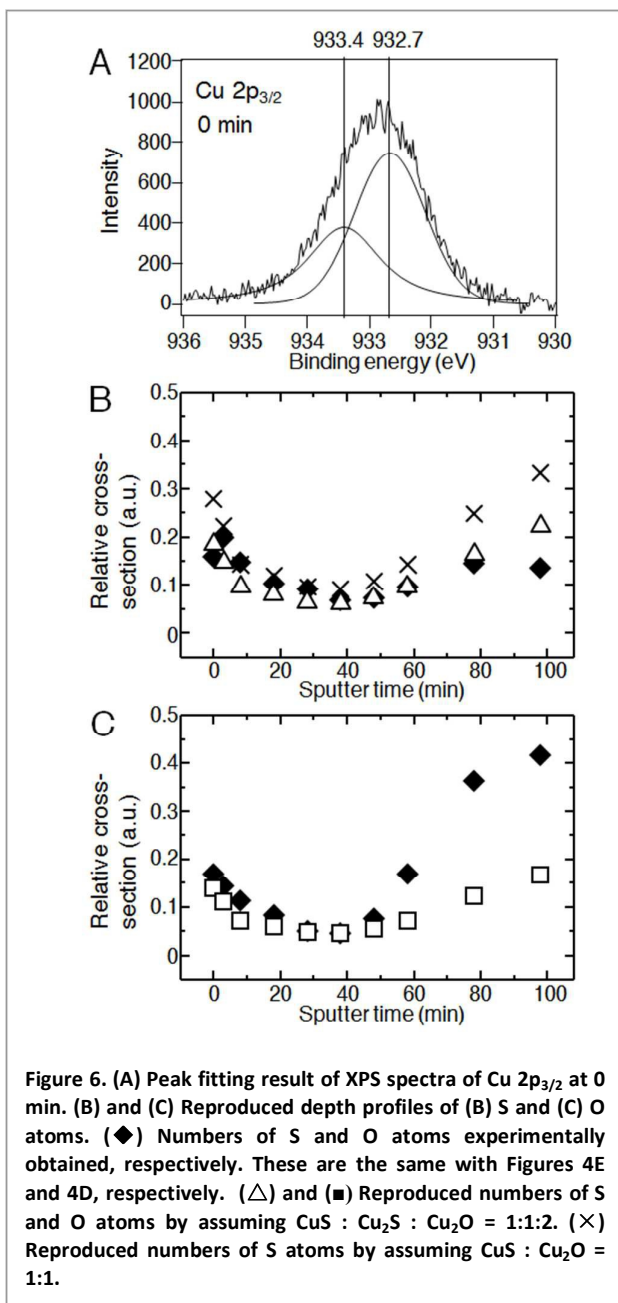 933.4 932.7
A
1200
1000
800
600
400
200
0
Intensity
Cu 2p3/2
0 min
936 935 934 933 932 931 930
Binding energy (eV)
B
0.5
0.4
0.3
0.2
0.1
0
Relative cross-
section (a.u.)
0 20 40 60 80 100
Sputter time (min)
C
0.5
0.4
0.3
0.2
0.1
0
Relative cross-
section (a.u.)
0 20 40 60 80 100
Sputter time (min)
Figure 6. (A) Peak fitting result of XPS spectra of Cu 2p3/2 at 0
min. (B) and (C) Reproduced depth profiles of (B) S and (C) O
atoms. (◆) Numbers of S and O atoms experimentally
obtained, respectively. These are the same with Figures 4E
and 4D, respectively. (△) and (■) Reproduced numbers of S
and O atoms by assuming CuS : Cu2S : Cu2O = 1:1:2. (×)
Reproduced numbers of S atoms by assuming CuS : Cu2O =
1:1.